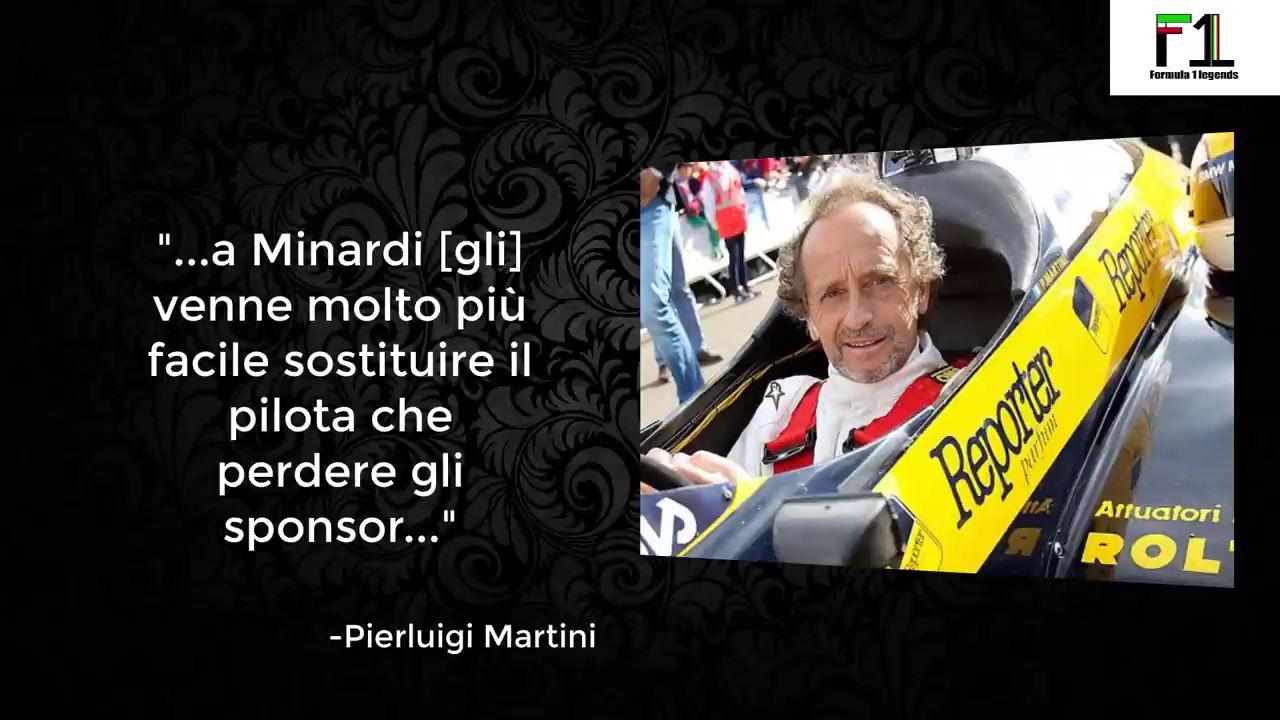 F1
Formula 1 legends
"...a Minardi [gli]
venne molto più
facile sostituire il
pilota che
perdere gli
sponsor..."
-Pierluigi Martini
BMW M
Reporter
Reporter
parfum
Attuatori
ROL